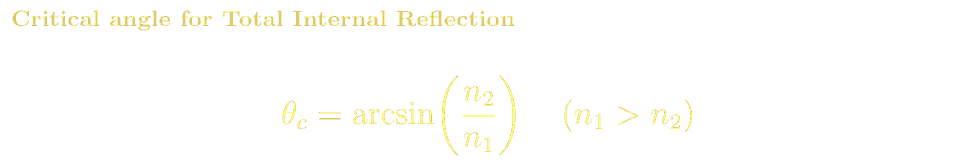 Critical angle for Total Internal Reflection
θ_c = arcsin(n_2/n_1) (n_1 > n_2)